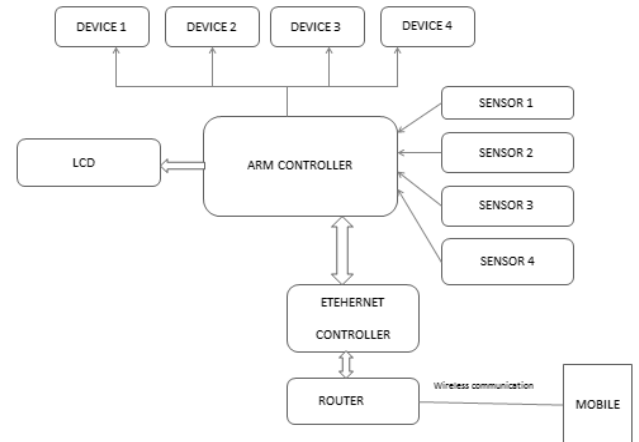 DEVICE 1
DEVICE 2
DEVICE 3
DEVICE 4
SENSOR 1
LCD
ARM CONTROLLER
SENSOR 2
SENSOR 3
SENSOR 4
ETEHERNET
CONTROLLER
ROUTER
Wireless communication
MOBILE